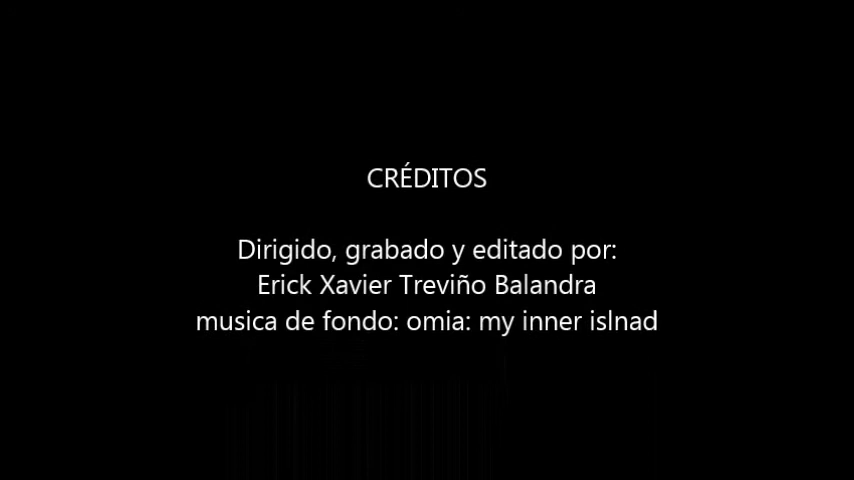 CRÉDITOS
Dirigido, grabado y editado por:
Erick Xavier Treviño Balandra
musica de fondo: omia: my inner islnad